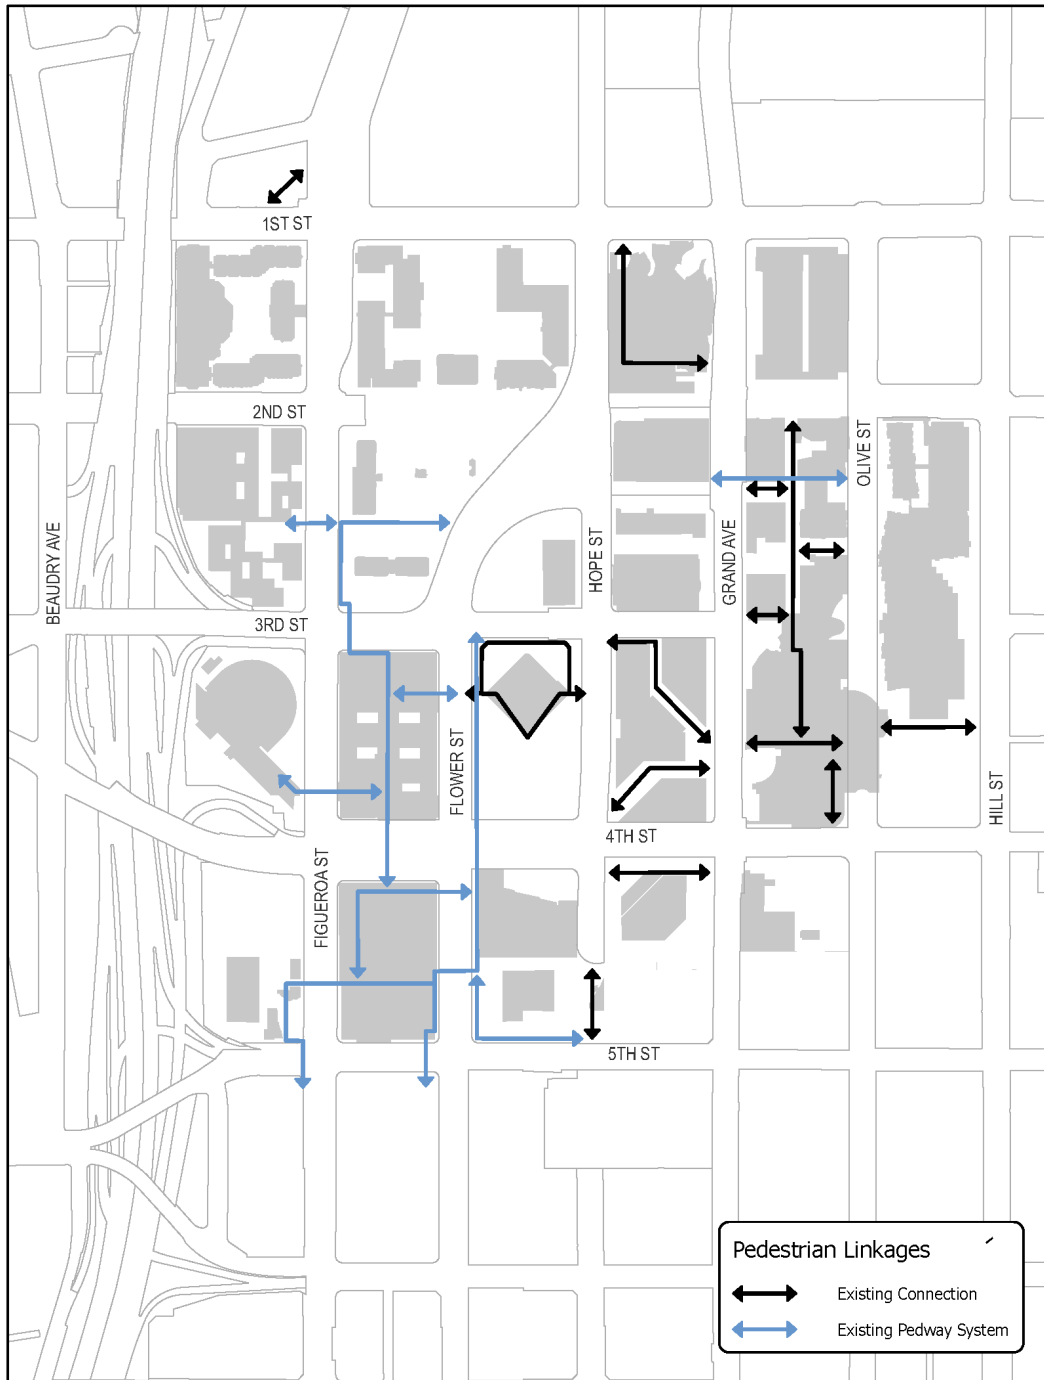 1ST ST
2ND ST
OLIVE ST
BEAUDRY AVE
HOPE ST
GRAND AVE
3RD ST
FLOWER ST
HILL ST
4TH ST
FIGUEROA ST
5TH ST
Pedestrian Linkages
Existing Connection
Existing Pedway System